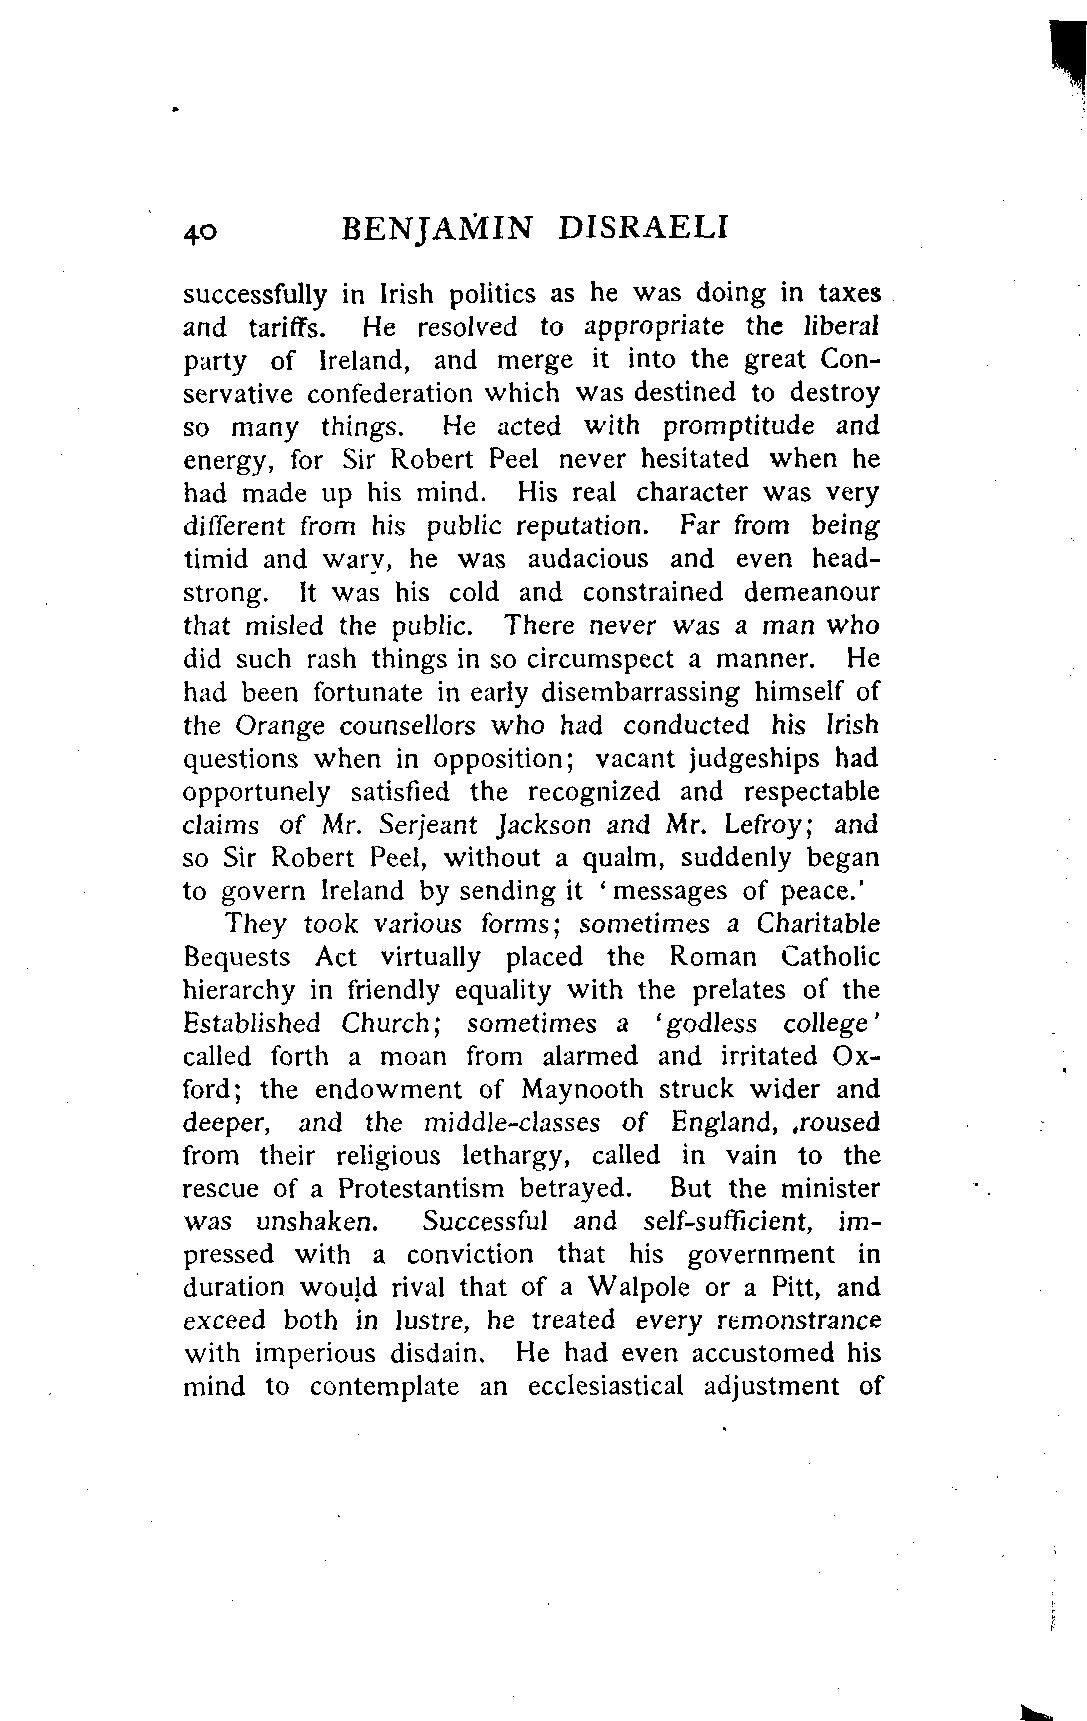 40 BENJAMIN DISRAELI
successfully in Irish politics as he was doing in taxes
and tariffs. He resolved to appropriate the liberal
party of Ireland, and merge it into the great Con-
servative confederation which was destined to destroy
so many things. He acted with promptitude and
energy, for Sir Robert Peel never hesitated when he
had made up his mind. His real character was very
different from his public reputation. Far from being
timid and wary, he was audacious and even head-
strong. It was his cold and constrained demeanour
that misled the public. There never was a man who
did such rash things in so circumspect a manner. He
had been fortunate in early disembarrassing himself of
the Orange counsellors who had conducted his Irish
questions when in opposition; vacant judgeships had
opportunely satisfied the recognized and respectable
claims of Mr. Serjeant Jackson and Mr. Lefroy; and
so Sir Robert Peel, without a qualm, suddenly began
to govern Ireland by sending it ‘messages of peace.’
They took various forms; sometimes a Charitable
Bequests Act virtually placed the Roman Catholic
hierarchy in friendly equality with the prelates of the
Established Church; sometimes a ‘godless college’
called forth a moan from alarmed and irritated Ox-
ford; the endowment of Maynooth struck wider and
deeper, and the middle-classes of England, roused
from their religious lethargy, called in vain to the
rescue of a Protestantism betrayed. But the minister
was unshaken. Successful and self-sufficient, im-
pressed with a conviction that his government in
duration would rival that of a Walpole or a Pitt, and
exceed both in lustre, he treated every remonstrance
with imperious disdain. He had even accustomed his
mind to contemplate an ecclesiastical adjustment of